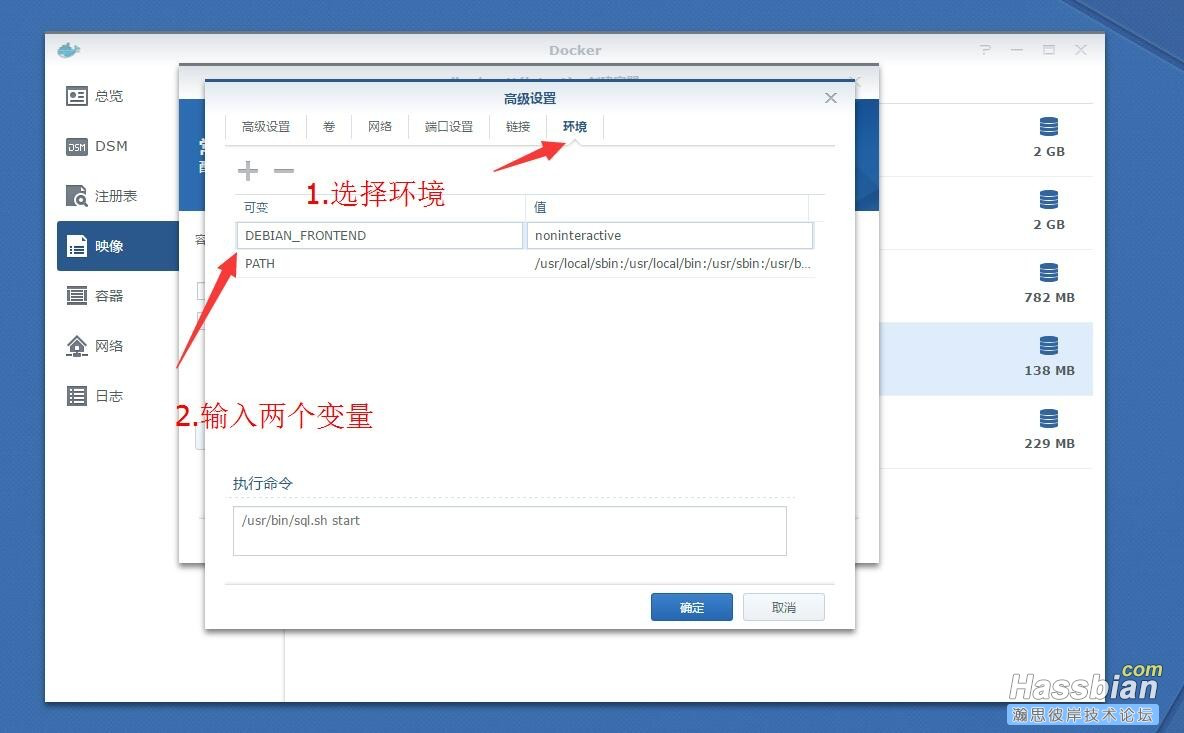 Docker
总览
DSM
注册表
映像
容器
网络
日志
高级设置
高级设置 卷 网络 端口设置 链接 环境
1.选择环境
可变 值
DEBIAN_FRONTEND noninteractive
PATH /usr/local/sbin:/usr/local/bin:/usr/sbin:/usr/b...
2.输入两个变量
执行命令
/usr/bin/sql.sh start
确定 取消
2 GB
2 GB
782 MB
138 MB
229 MB
Hassbian.com
瀚思彼岸技术论坛